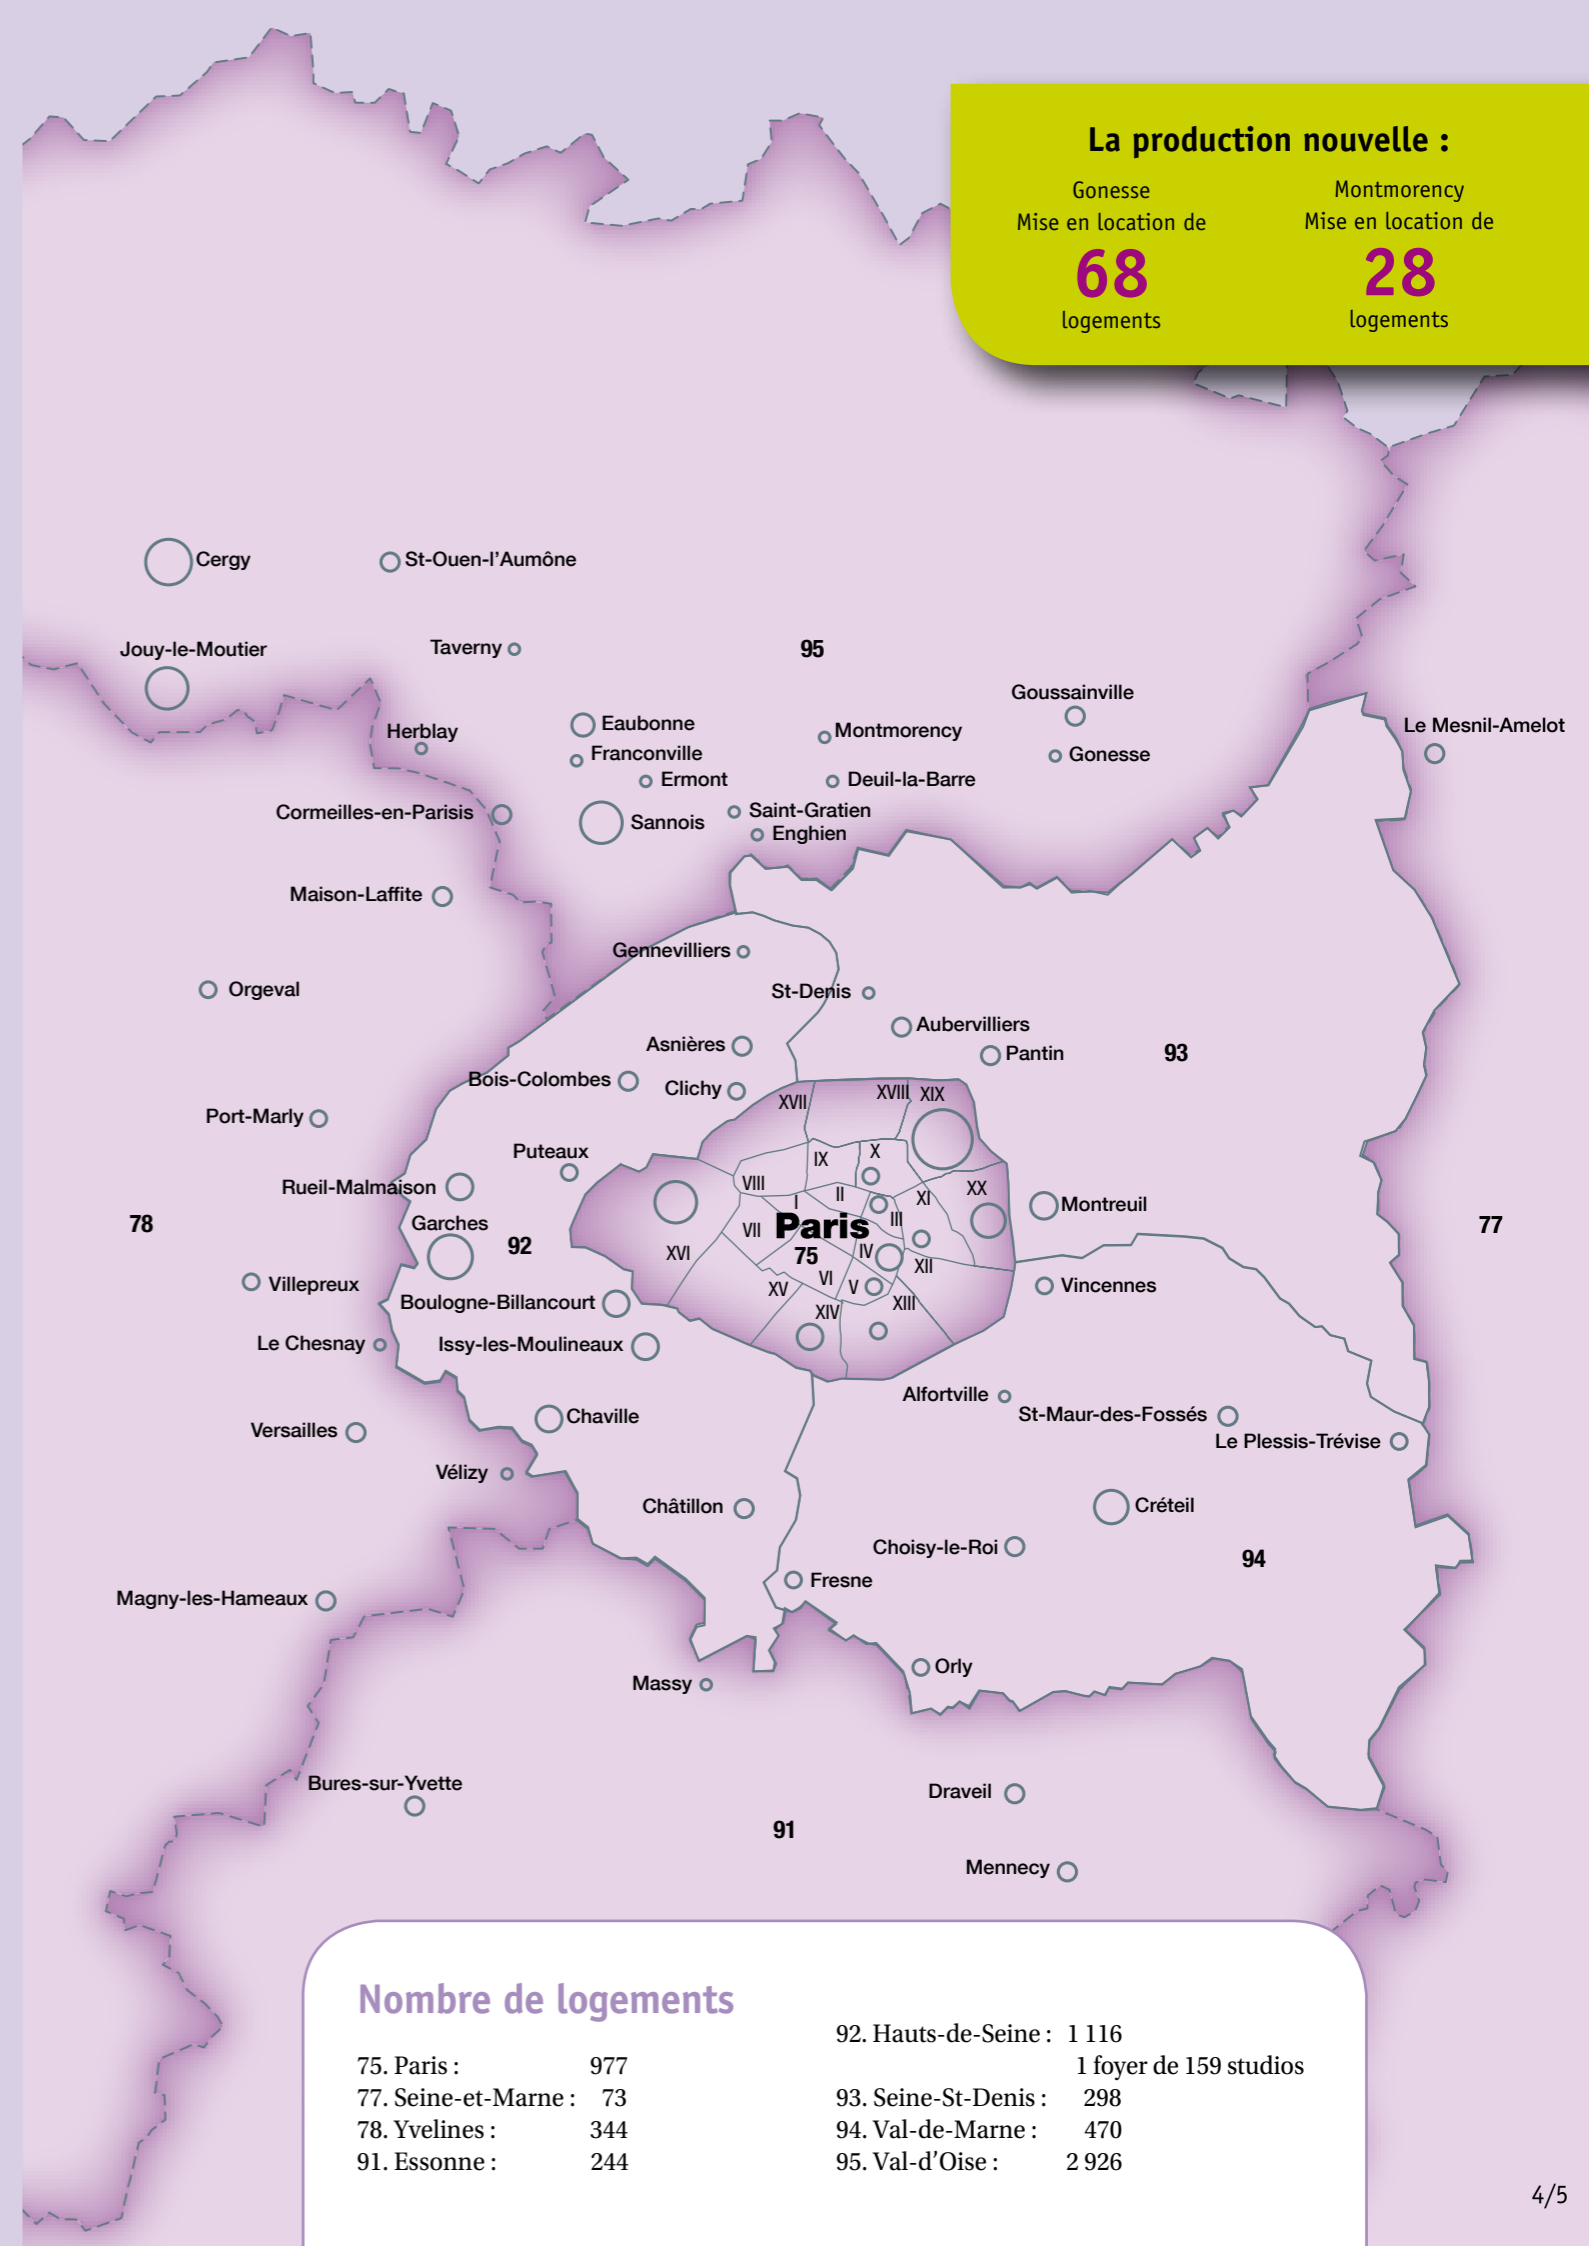 La production nouvelle :
Gonesse
Mise en location de
68
logements
Montmorency
Mise en location de
28
logements
Cergy
St-Ouen-l'Aumône
Jouy-le-Moutier
Taverny
95
Goussainville
Herblay
Eaubonne
Montmorency
Le Mesnil-Amelot
Franconville
Gonesse
Ermont
Deuil-la-Barre
Cormeilles-en-Parisis
Sannois
Saint-Gratien
Enghien
Maison-Laffite
Gennevilliers
Orgeval
St-Denis
Aubervilliers
Asnières
Pantin
93
Bois-Colombes
Clichy
XVII
XVIII
XIX
Port-Marly
Puteaux
IX
X
Rueil-Malmaison
VIII
I
II
XI
XX
Montreuil
78
Garches
92
VII
Paris
III
77
XVI
75
IV
XII
Villepreux
XV
VI
V
Vincennes
Boulogne-Billancourt
XIV
XIII
Le Chesnay
Issy-les-Moulineaux
Alfortville
Versailles
Chaville
St-Maur-des-Fossés
Le Plessis-Trévise
Vélizy
Châtillon
Créteil
Choisy-le-Roi
94
Fresne
Magny-les-Hameaux
Orly
Massy
Bures-sur-Yvette
Draveil
91
Mennecy
Nombre de logements
75. Paris : 977
77. Seine-et-Marne : 73
78. Yvelines : 344
91. Essonne : 244
92. Hauts-de-Seine : 1 116
1 foyer de 159 studios
93. Seine-St-Denis : 298
94. Val-de-Marne : 470
95. Val-d'Oise : 2 926
4/5